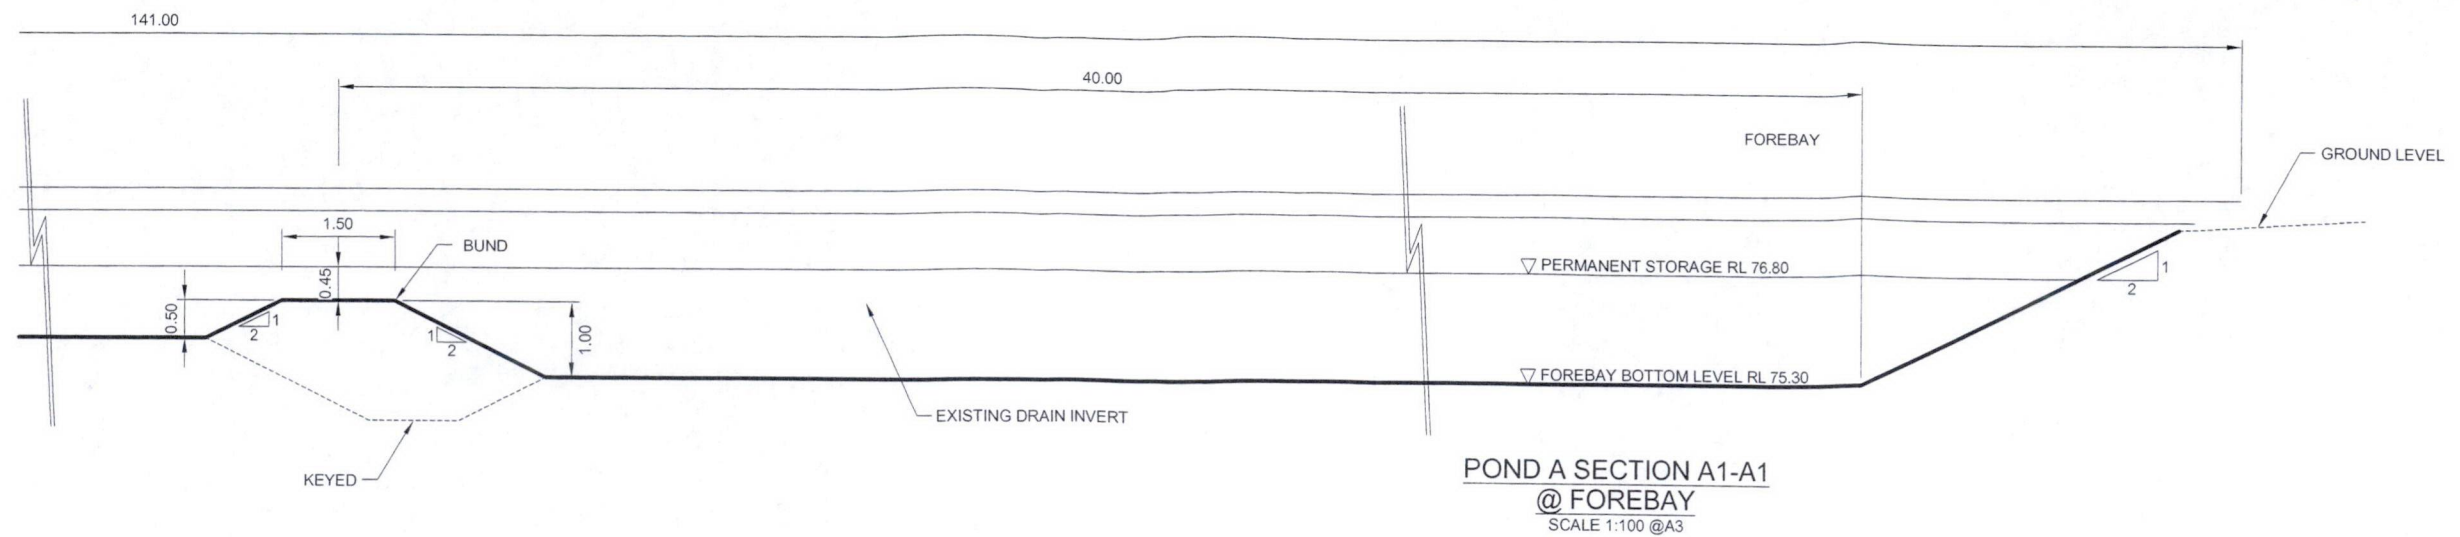 141.00
40.00
FOREBAY
GROUND LEVEL
1.50
BUND
0.45
PERMANENT STORAGE RL 76.80
1
2
0.50
1
2
1
2
1.00
FOREBAY BOTTOM LEVEL RL 75.30
EXISTING DRAIN INVERT
KEYED
POND A SECTION A1-A1
@ FOREBAY
SCALE 1:100 @A3